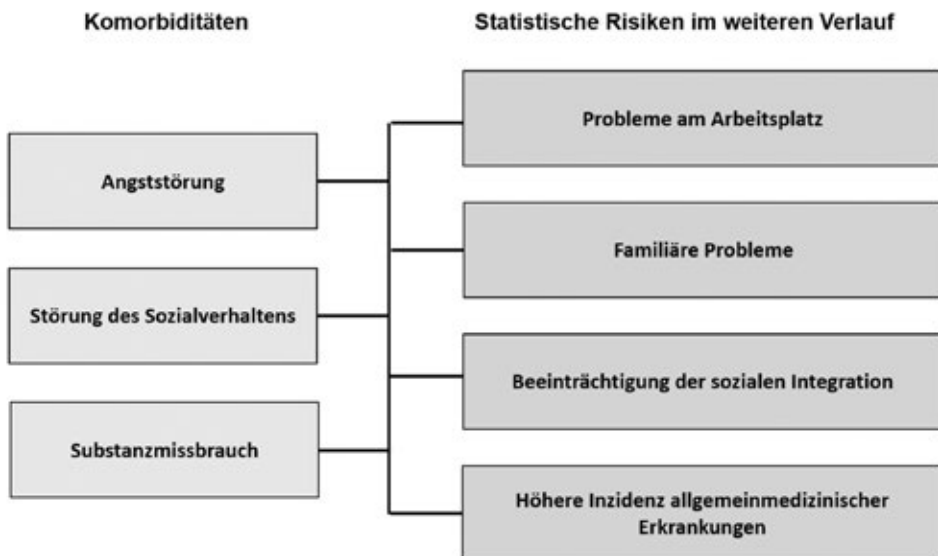 Komorbiditäten
Statistische Risiken im weiteren Verlauf
Angststörung
Störung des Sozialverhaltens
Substanzmissbrauch
Probleme am Arbeitsplatz
Familiäre Probleme
Beeinträchtigung der sozialen Integration
Höhere Inzidenz allgemeinmedizinischer
Erkrankungen